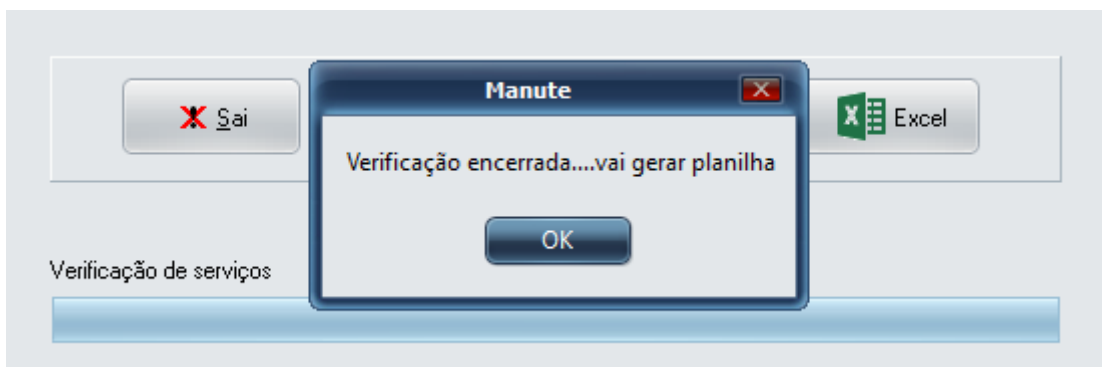 Manute
Sai
Excel
Verificação encerrada....vai gerar planilha
OK
Verificação de serviços